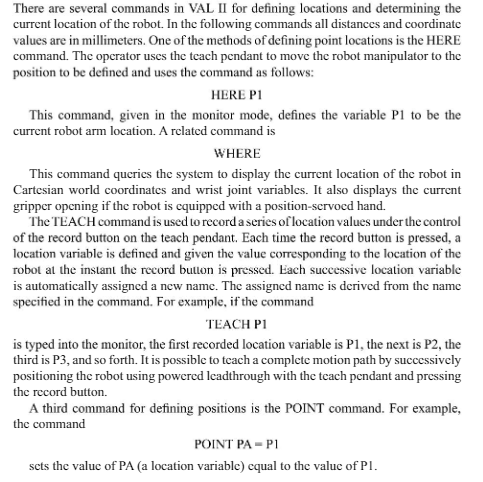 There are several commands in VAL II for defining locations and determining the
current location of the robot. In the following commands all distances and coordinate
values are in millimeters. One of the methods of defining point locations is the HERE
command. The operator uses the teach pendant to move the robot manipulator to the
position to be defined and uses the command as follows:
HERE P1
This command, given in the monitor mode, defines the variable P1 to be the
current robot arm location. A related command is
WHERE
This command queries the system to display the current location of the robot in
Cartesian world coordinates and wrist joint variables. It also displays the current
gripper opening if the robot is equipped with a position-servoed hand.
The TEACH command is used to record a series of location values under the control
of the record button on the teach pendant. Each time the record button is pressed, a
location variable is defined and given the value corresponding to the location of the
robot at the instant the record button is pressed. Each successive location variable
is automatically assigned a new name. The assigned name is derived from the name
specified in the command. For example, if the command
TEACH P1
is typed into the monitor, the first recorded location variable is P1, the next is P2, the
third is P3, and so forth. It is possible to teach a complete motion path by successively
positioning the robot using powered leadthrough with the teach pendant and pressing
the record button.
A third command for defining positions is the POINT command. For example,
the command
POINT PA = P1
sets the value of PA (a location variable) equal to the value of P1.